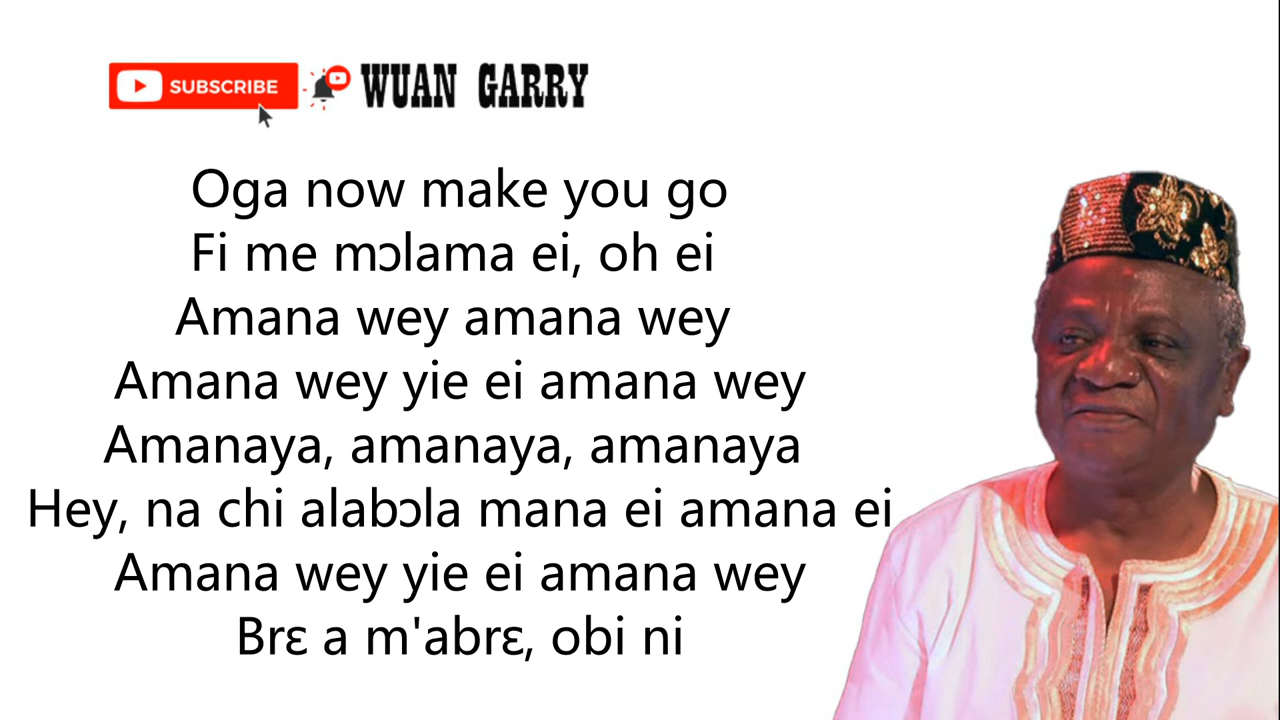 SUBSCRIBE WUAN GARRY
Oga now make you go
Fi me mɔlama ei, oh ei
Amana wey amana wey
Amana wey yie ei amana wey
Amanaya, amanaya, amanaya
Hey, na chi alabɔla mana ei amana ei
Amana wey yie ei amana wey
Brɛ a m'abrɛ, obi ni